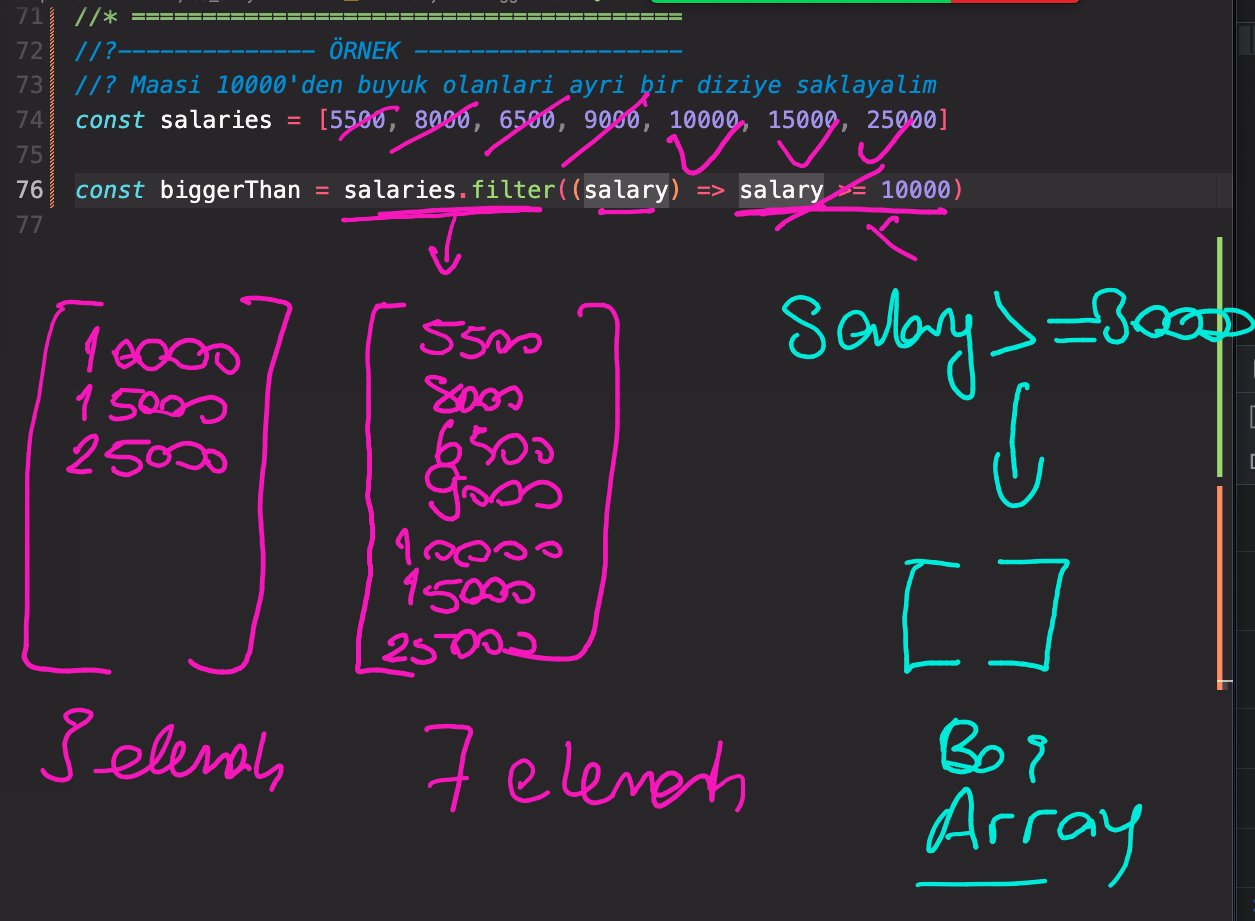 71 //* =======================================
72 //?-------------- ÖRNEK -------------------
73 //? Maasi 10000'den buyuk olanlari ayri bir diziye saklayalim
74 const salaries = [5500, 8000, 6500, 9000, 10000, 15000, 25000]
75
76 const biggerThan = salaries.filter((salary) => salary >= 10000)
77
10000
15000
25000
3 eleman
5500
8000
6500
9000
10000
15000
25000
7 eleman
Salary >=30000
[ ]
Boş
Array